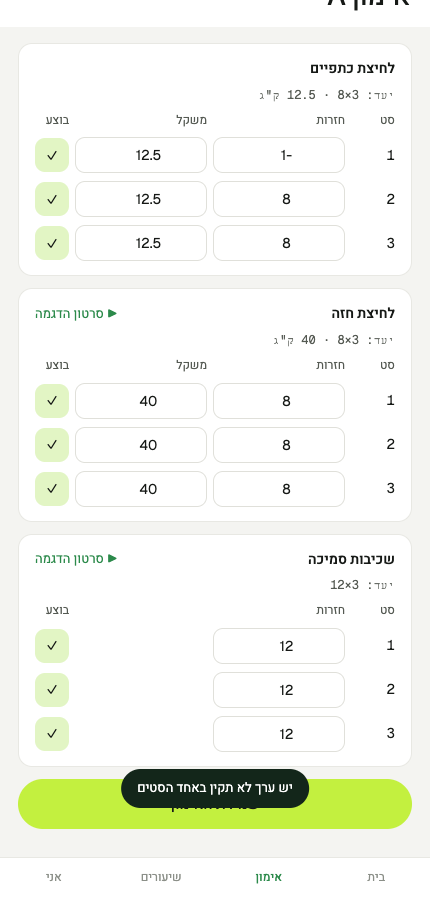 לחיצת כתפיים
יעד: 3×8 · 12.5 ק"ג
סט חזרות משקל בוצע
1 -1 12.5 ✓
2 8 12.5 ✓
3 8 12.5 ✓
לחיצת חזה ▶ סרטון הדגמה
יעד: 3×8 · 40 ק"ג
סט חזרות משקל בוצע
1 8 40 ✓
2 8 40 ✓
3 8 40 ✓
שכיבות סמיכה ▶ סרטון הדגמה
יעד: 3×12
סט חזרות בוצע
1 12 ✓
2 12 ✓
3 12 ✓
יש ערך לא תקין באחד הסטים
בית אימון שיעורים אני